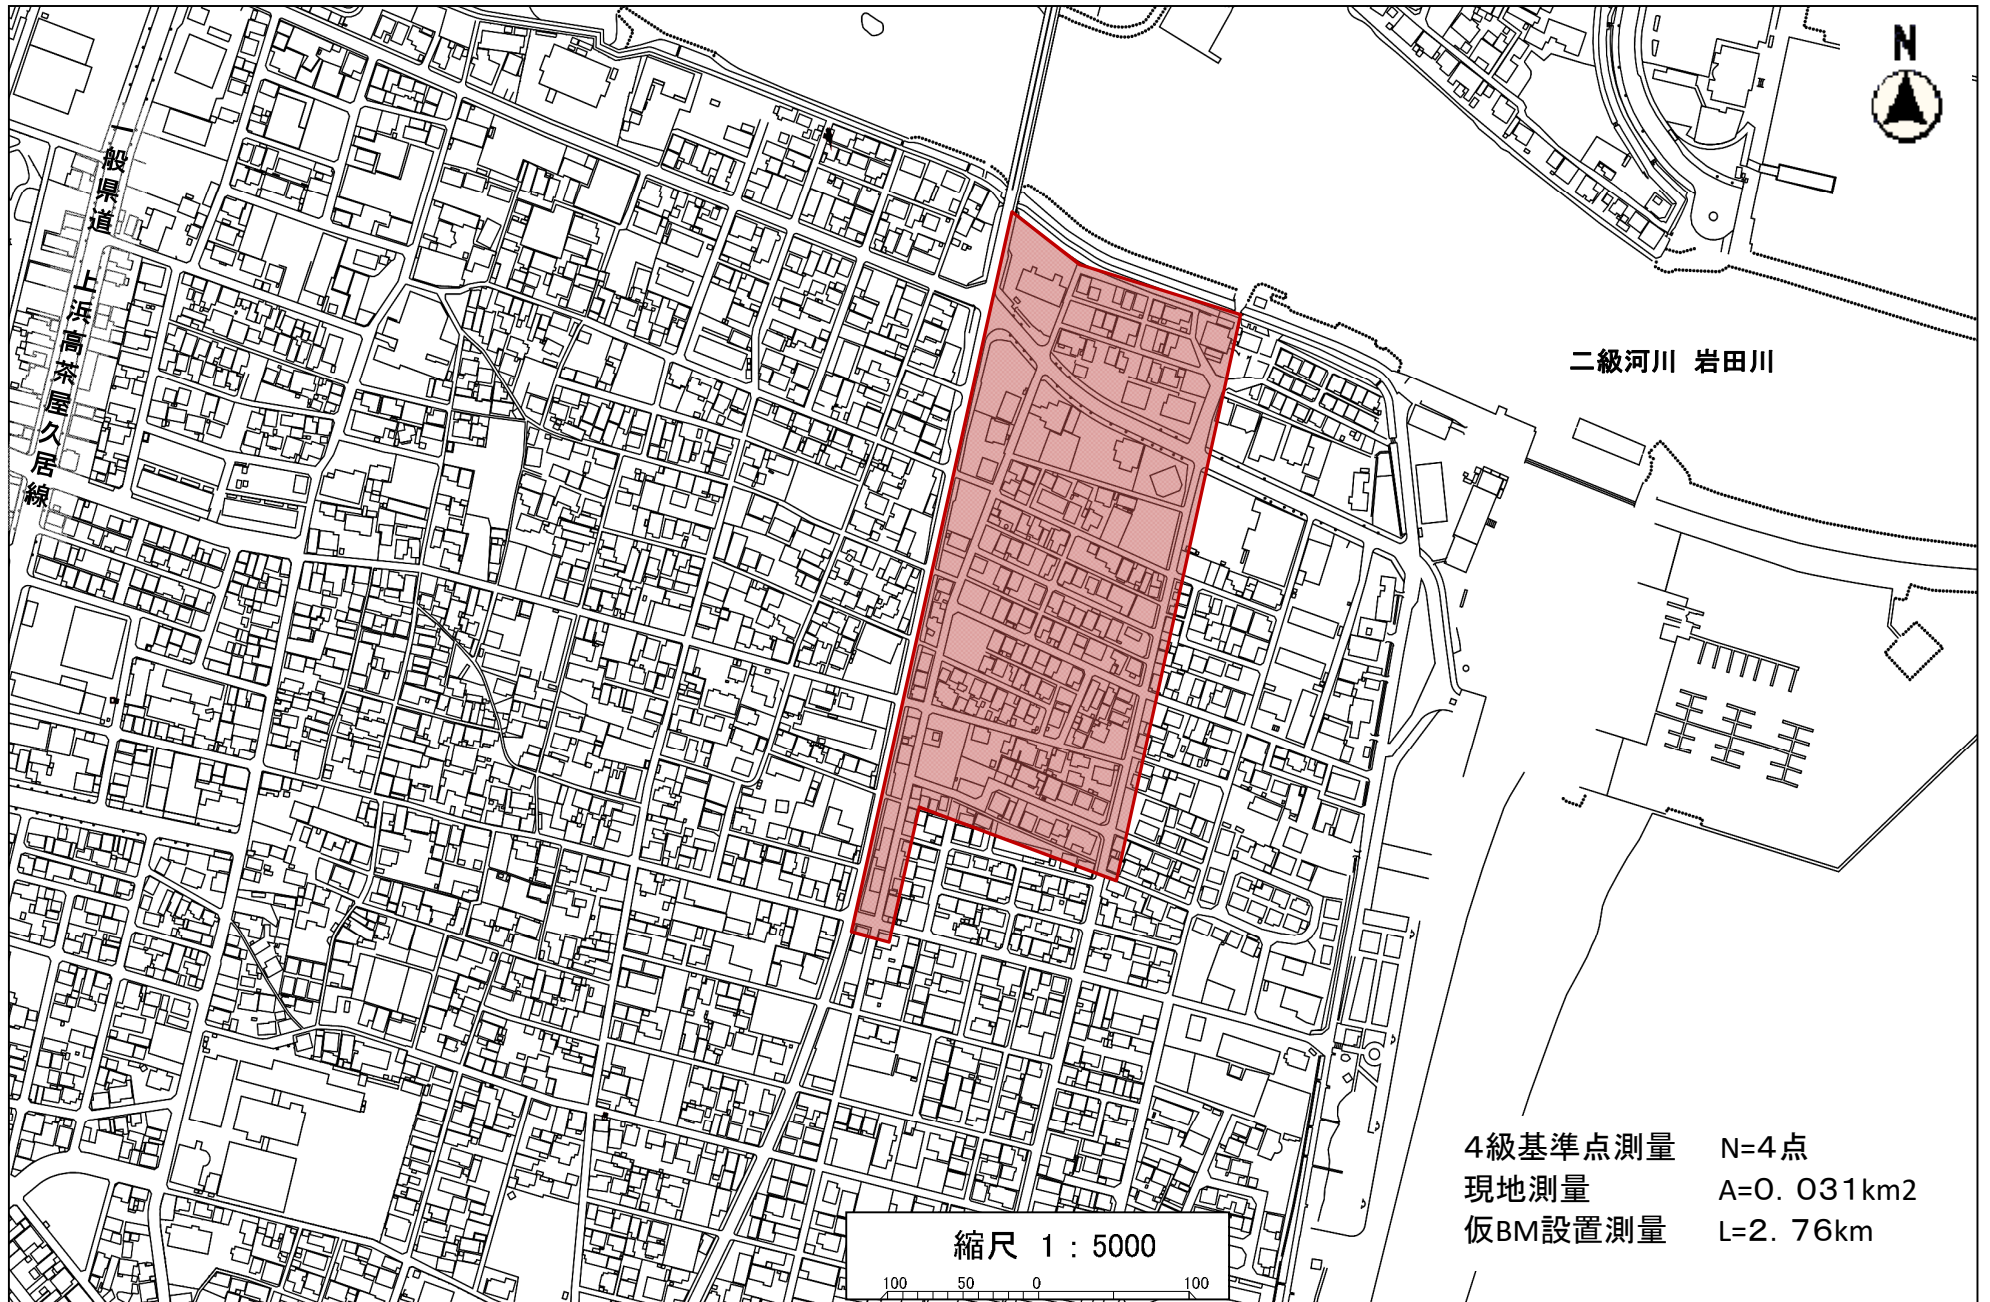 N
一般県道 上浜高茶屋久居線
二級河川 岩田川
4級基準点測量 N=4点
現地測量 A=0. 031km2
仮BM設置測量 L=2. 76km
縮尺 1 : 5000
100 50 0 100